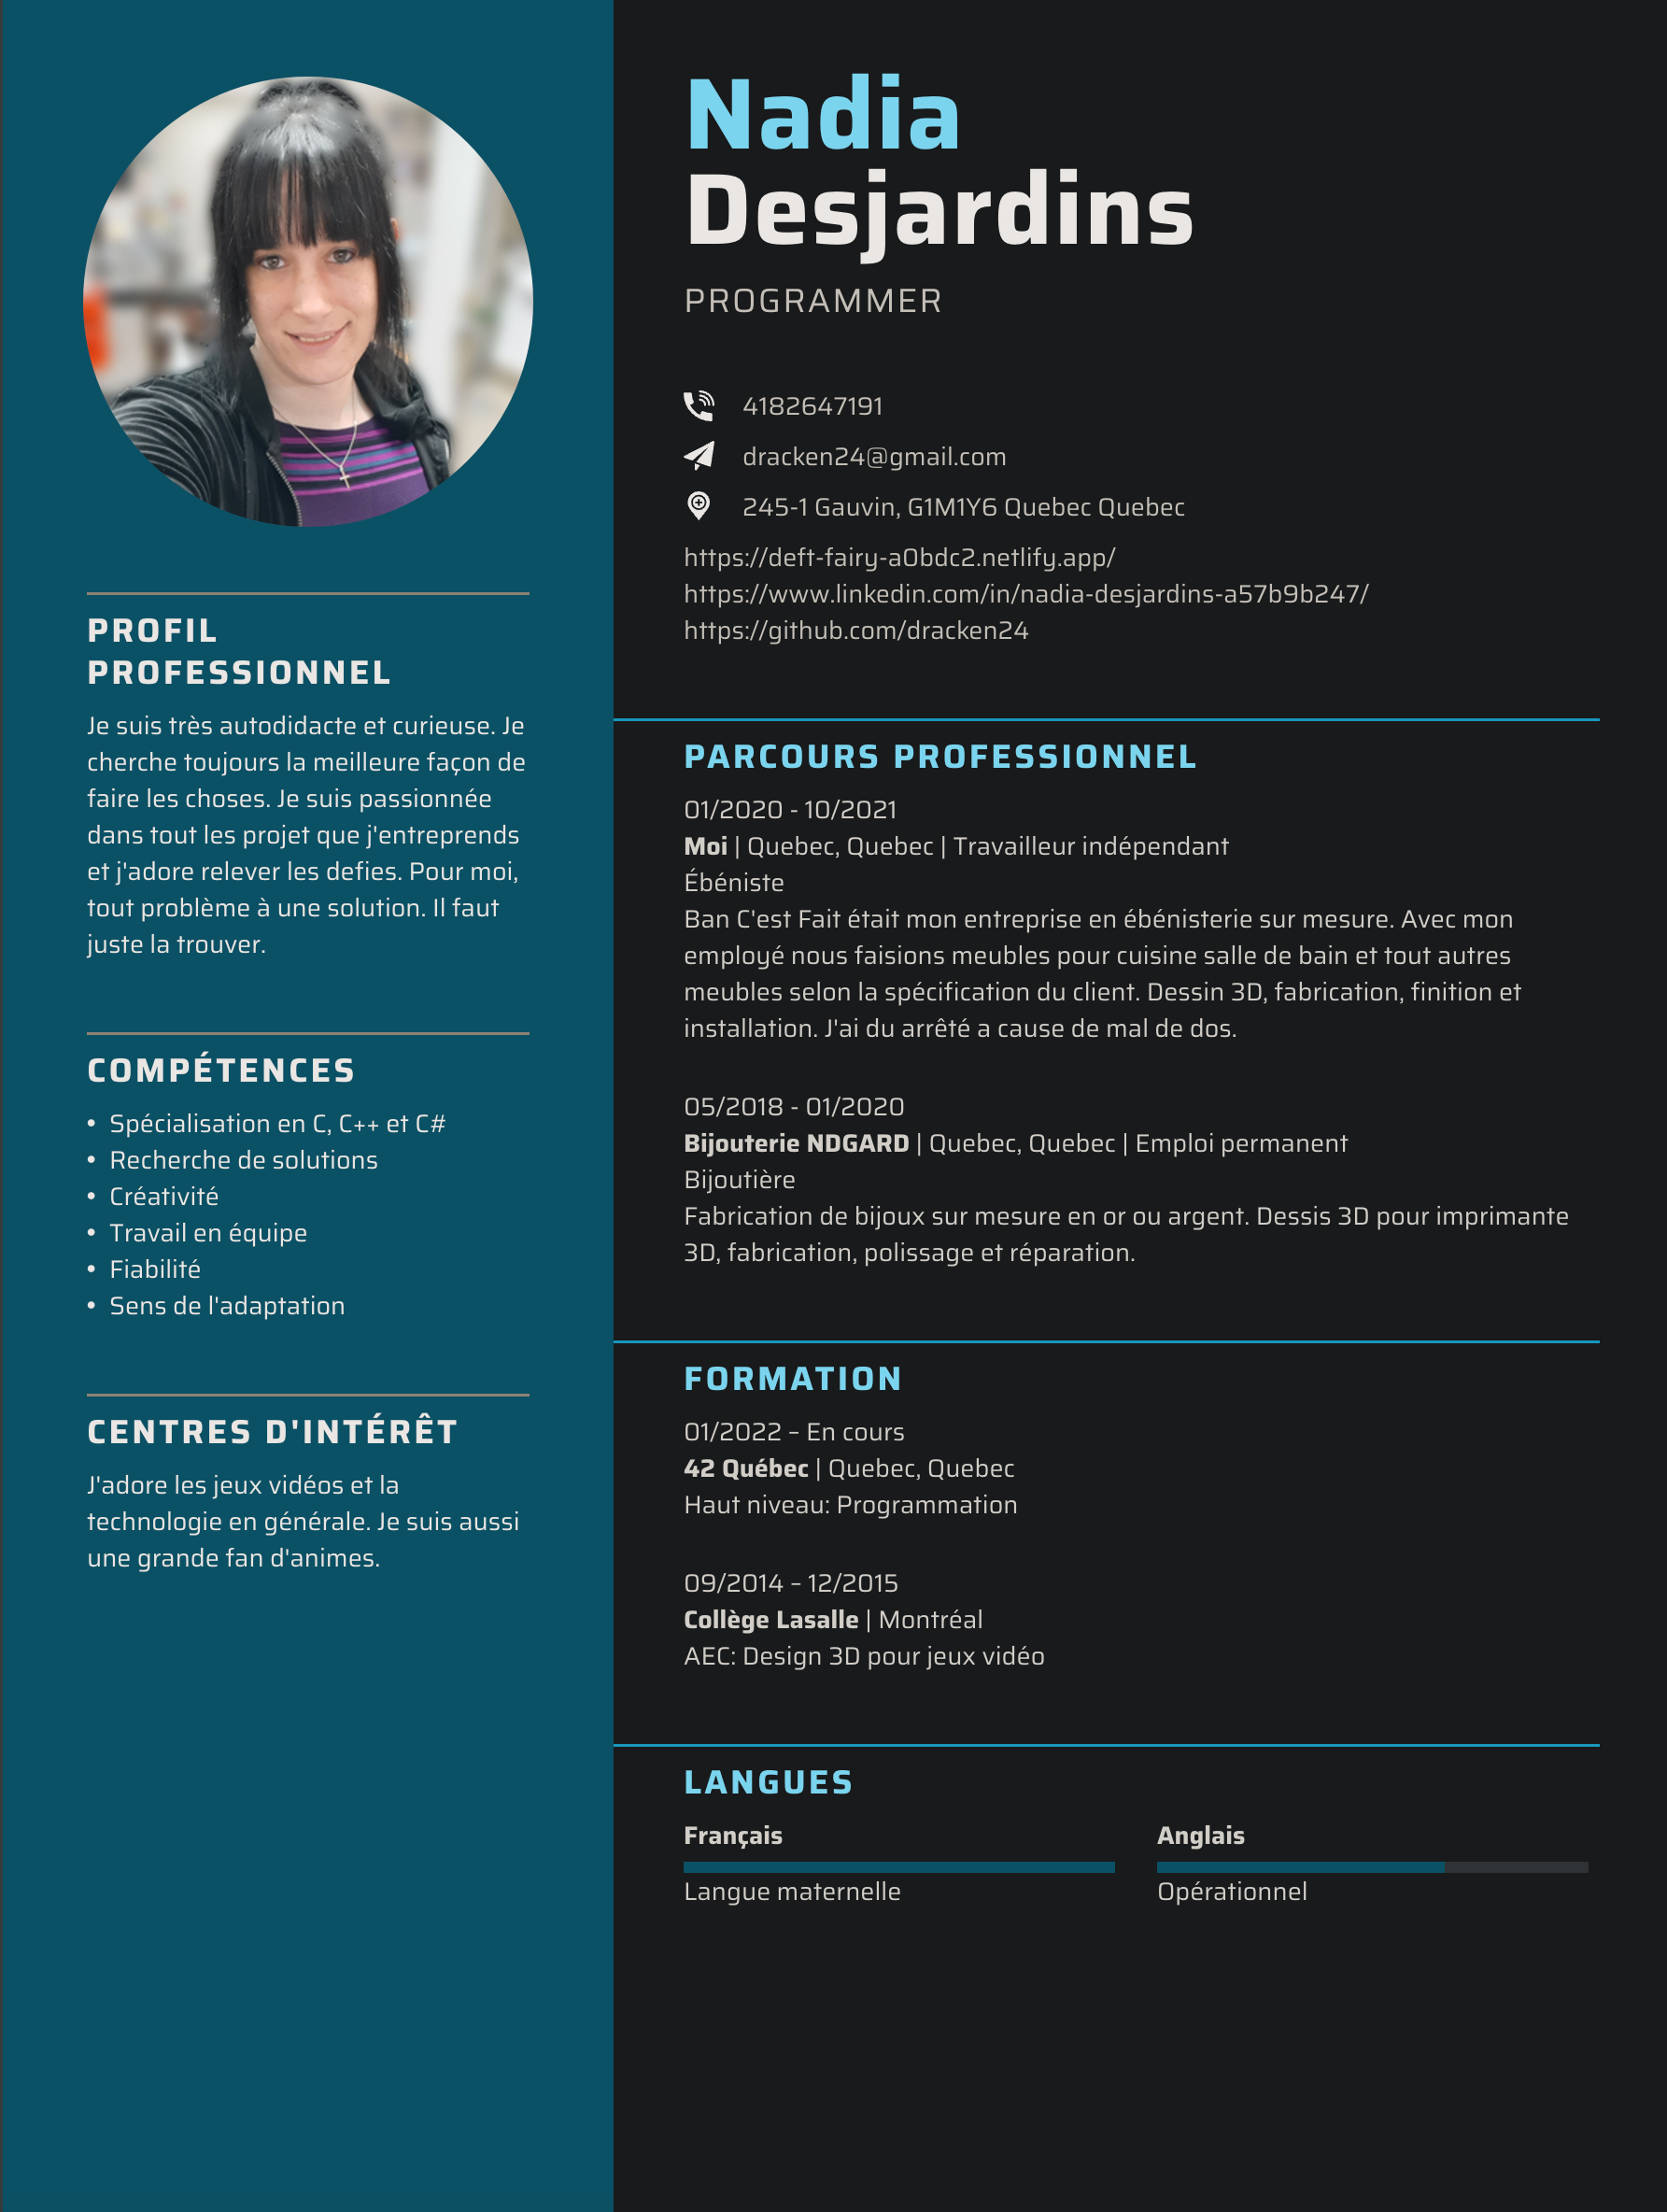 Nadia
Desjardins
PROGRAMMER
4182647191
dracken24@gmail.com
245-1 Gauvin, G1M1Y6 Quebec Quebec
https://deft-fairy-a0bdc2.netlify.app/
https://www.linkedin.com/in/nadia-desjardins-a57b9b247/
https://github.com/dracken24
PROFIL
PROFESSIONNEL
Je suis très autodidacte et curieuse. Je
cherche toujours la meilleure façon de
faire les choses. Je suis passionnée
dans tout les projet que j'entreprends
et j'adore relever les defies. Pour moi,
tout problème à une solution. Il faut
juste la trouver.
COMPÉTENCES
• Spécialisation en C, C++ et C#
• Recherche de solutions
• Créativité
• Travail en équipe
• Fiabilité
• Sens de l'adaptation
CENTRES D'INTÉRÊT
J'adore les jeux vidéos et la
technologie en générale. Je suis aussi
une grande fan d'animes.
PARCOURS PROFESSIONNEL
01/2020 - 10/2021
Moi | Quebec, Quebec | Travailleur indépendant
Ébéniste
Ban C'est Fait était mon entreprise en ébénisterie sur mesure. Avec mon
employé nous faisions meubles pour cuisine salle de bain et tout autres
meubles selon la spécification du client. Dessin 3D, fabrication, finition et
installation. J'ai du arrêté a cause de mal de dos.
05/2018 - 01/2020
Bijouterie NDGARD | Quebec, Quebec | Emploi permanent
Bijoutière
Fabrication de bijoux sur mesure en or ou argent. Dessis 3D pour imprimante
3D, fabrication, polissage et réparation.
FORMATION
01/2022 – En cours
42 Québec | Quebec, Quebec
Haut niveau: Programmation
09/2014 – 12/2015
Collège Lasalle | Montréal
AEC: Design 3D pour jeux vidéo
LANGUES
Français
Langue maternelle
Anglais
Opérationnel